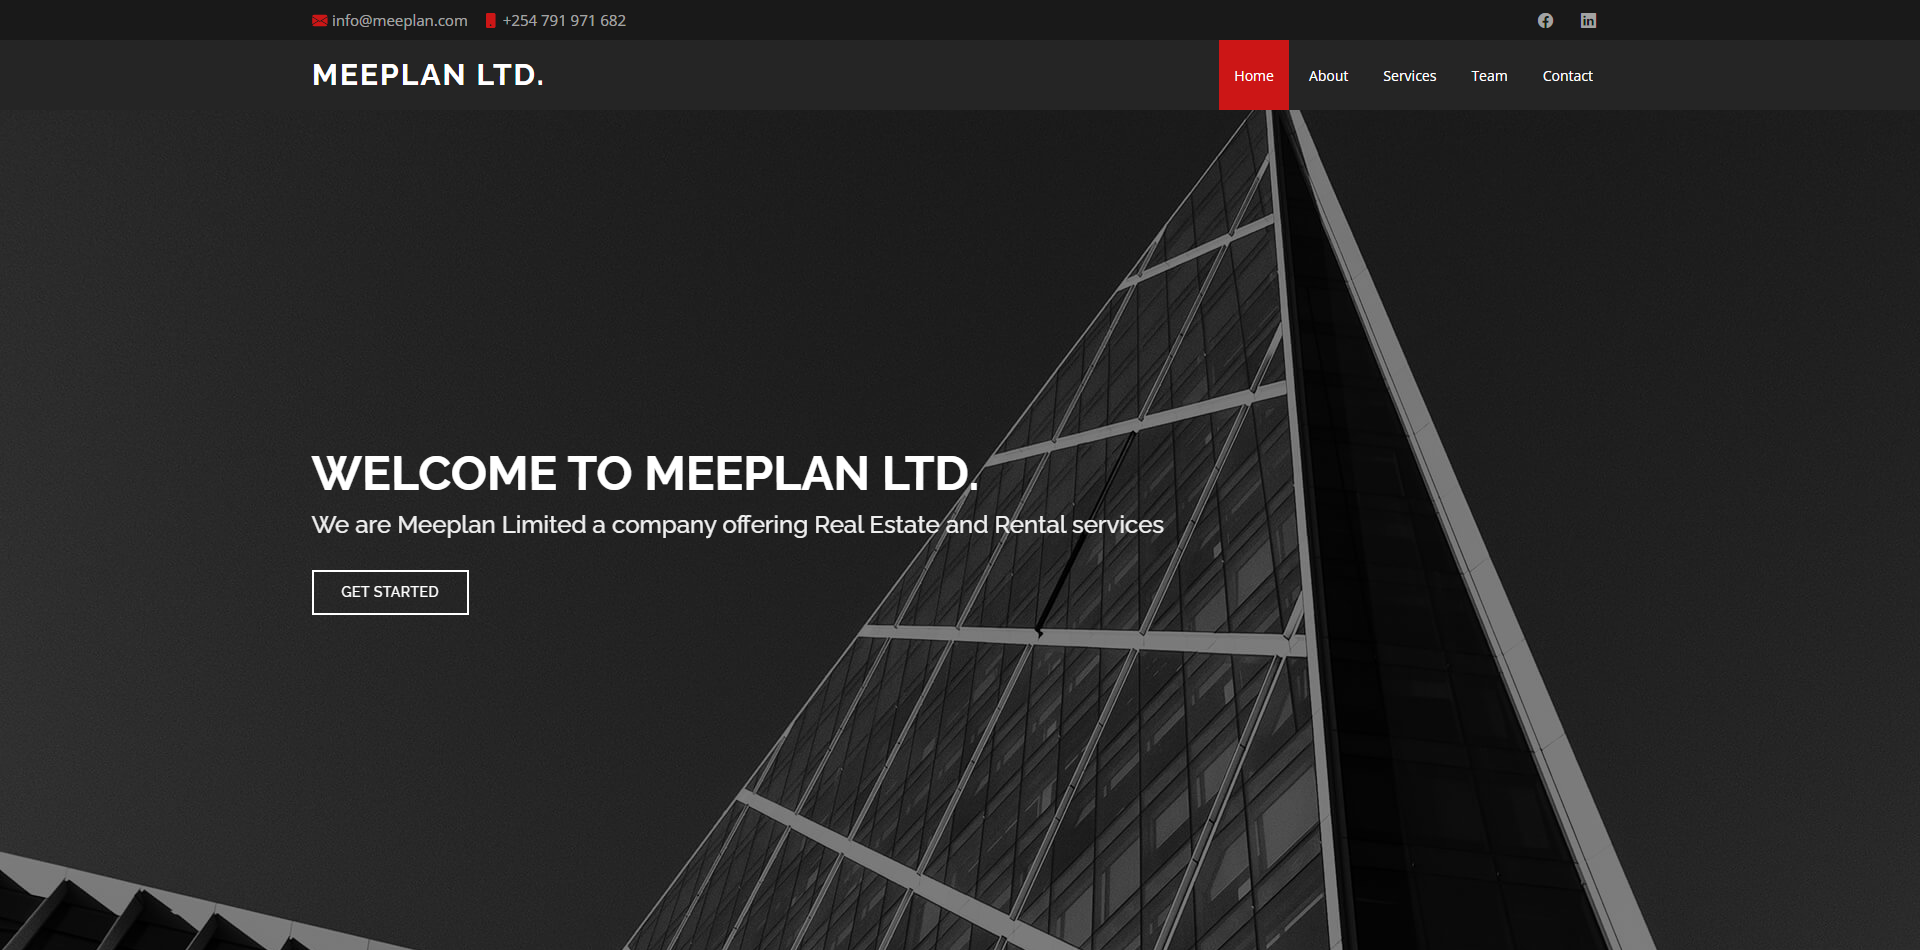 info@meeplan.com +254 791 971 682
MEEPLAN LTD.
Home About Services Team Contact
WELCOME TO MEEPLAN LTD.
We are Meeplan Limited a company offering Real Estate and Rental services
GET STARTED